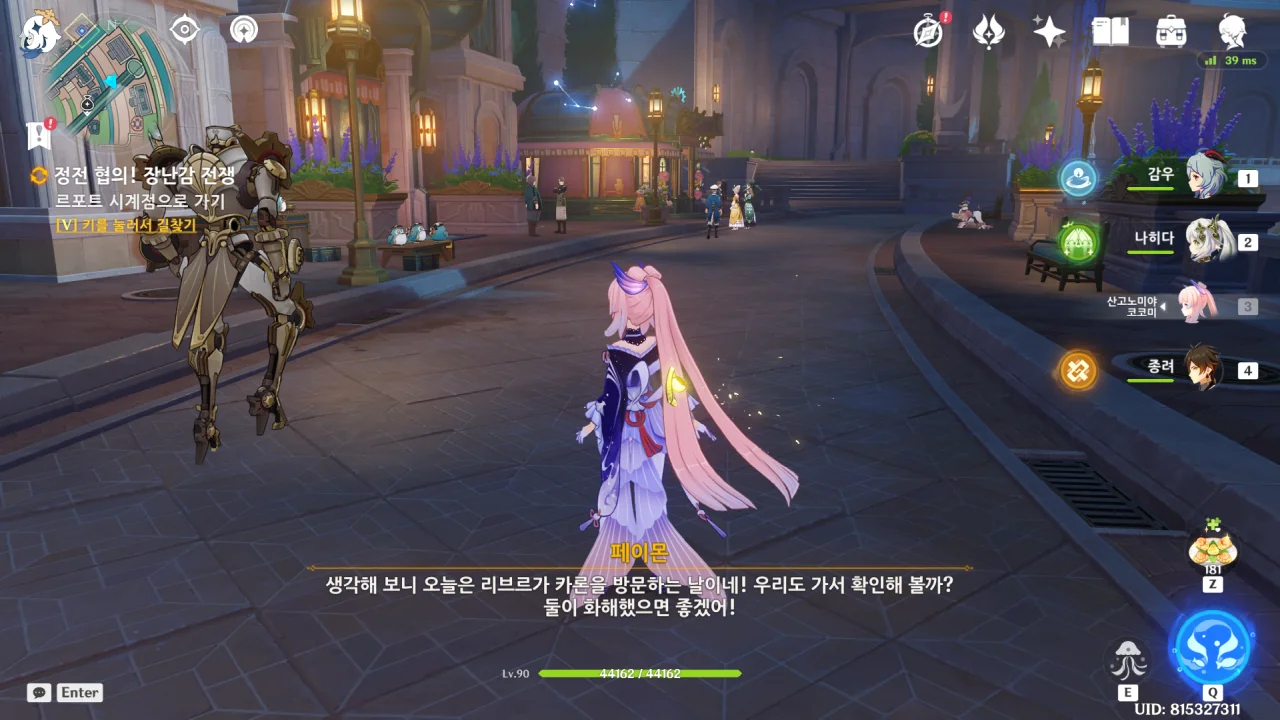 N
39 ms
정전 협의! 장난감 전쟁
르포트 시계점으로 가기
[V] 키를 눌러서 길찾기
감우
1
나히다
2
산고노미야
코코미
3
종려
4
페이몬
생각해 보니 오늘은 리브르가 카론을 방문하는 날이네! 우리도 가서 확인해 볼까?
둘이 화해했으면 좋겠어!
181
Z
Lv.90
44162 / 44162
Enter
E
Q
UID: 815327311